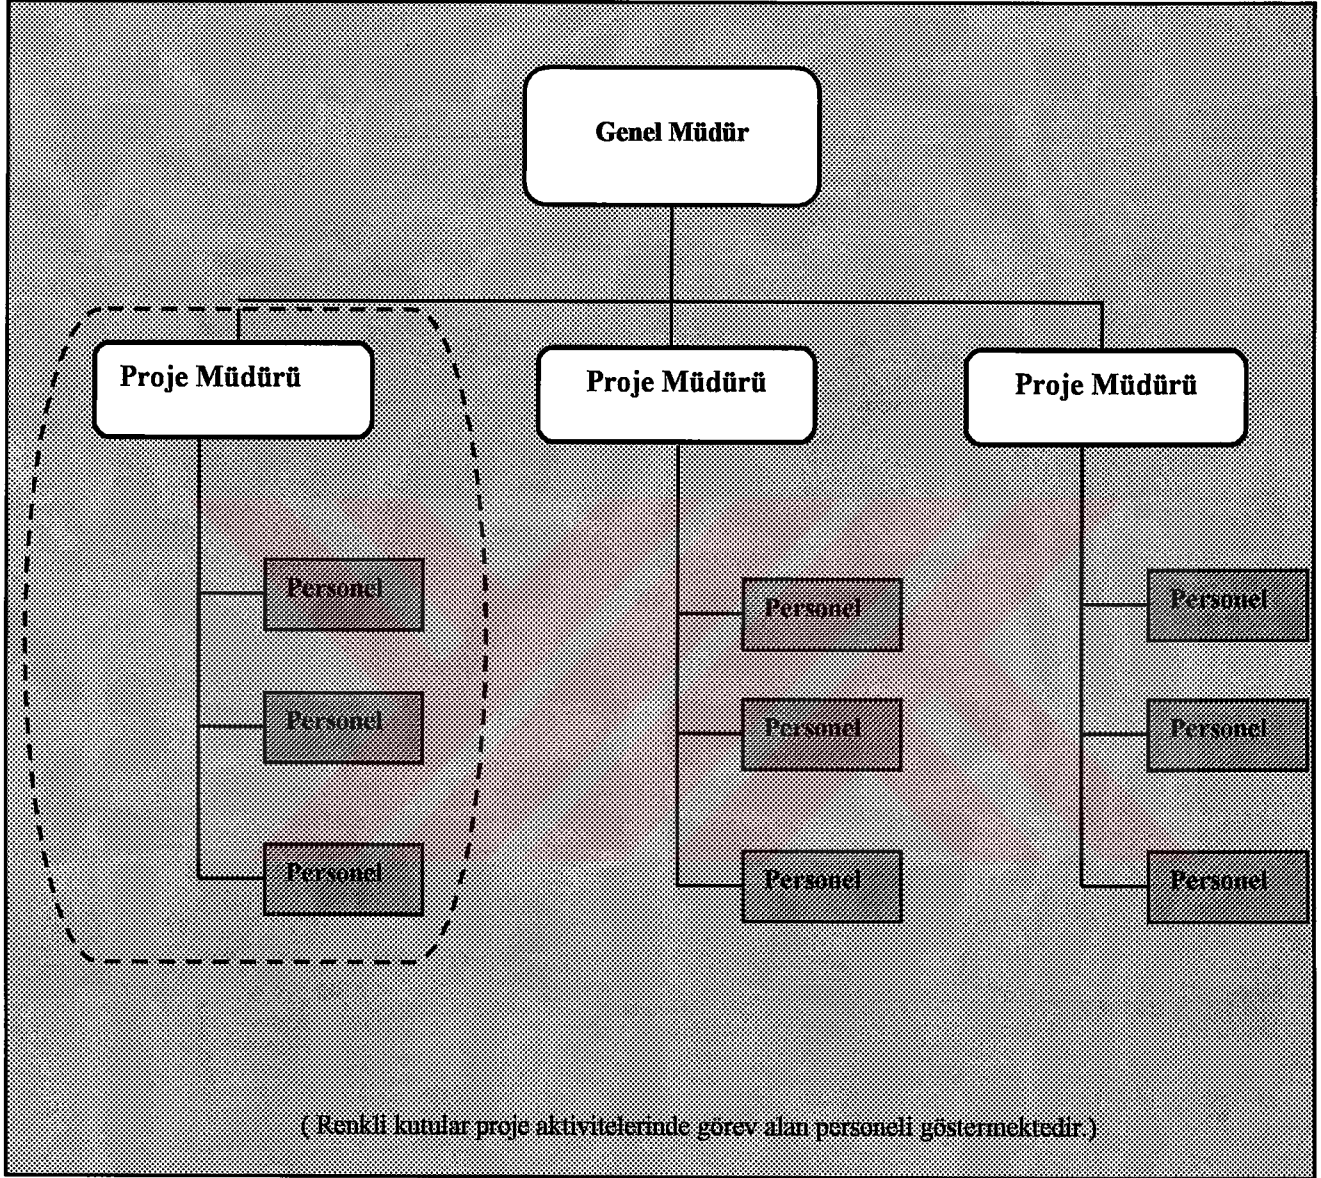 Genel Müdür
Proje Müdürü
Proje Müdürü
Proje Müdürü
Personel
Personel
Personel
Personel
Personel
Personel
Personel
Personel
Personel
( Renkli kutular proje aktivitelerinde görev alan personeli göstermektedir.)